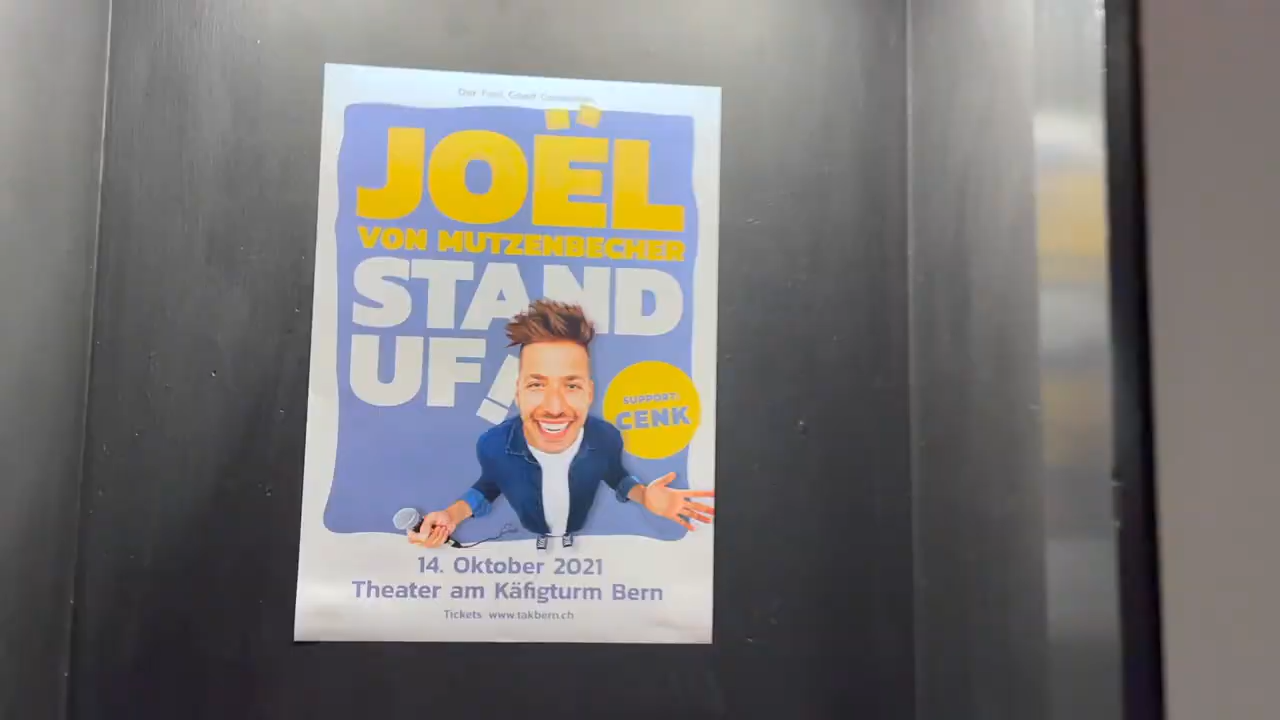 JOËL
VON MUTZENBECHER
STAND
UF!
SUPPORT:
CENK
14. Oktober 2021
Theater am Käfigturm Bern
Tickets www.takbern.ch